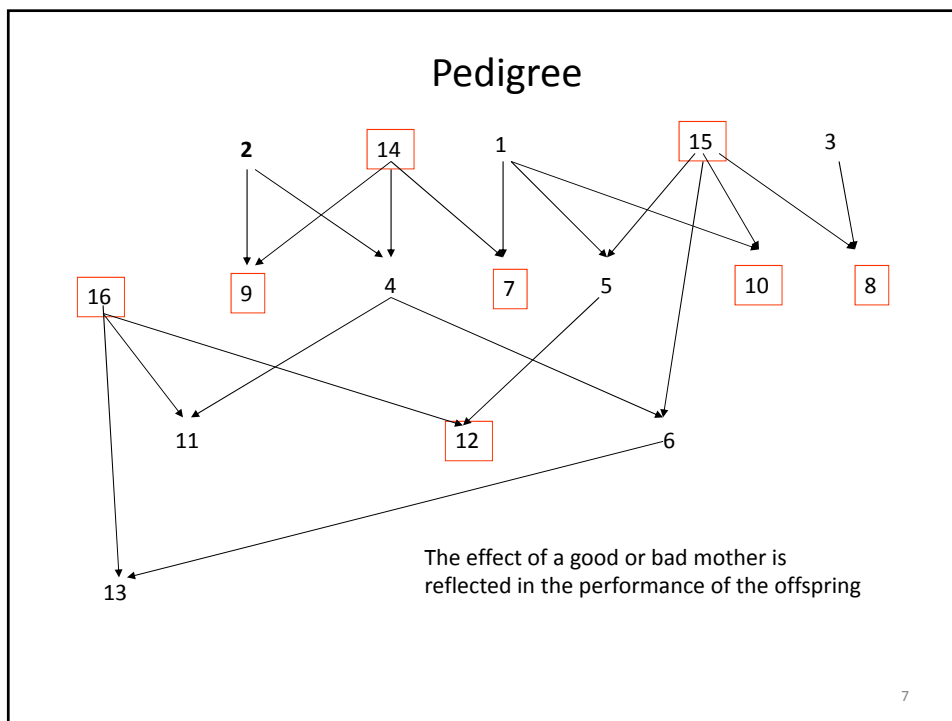 Pedigree
2 14 1 15 3
9 4 7 5 10 8
16
11 12 6
The effect of a good or bad mother is
reflected in the performance of the offspring
13
7